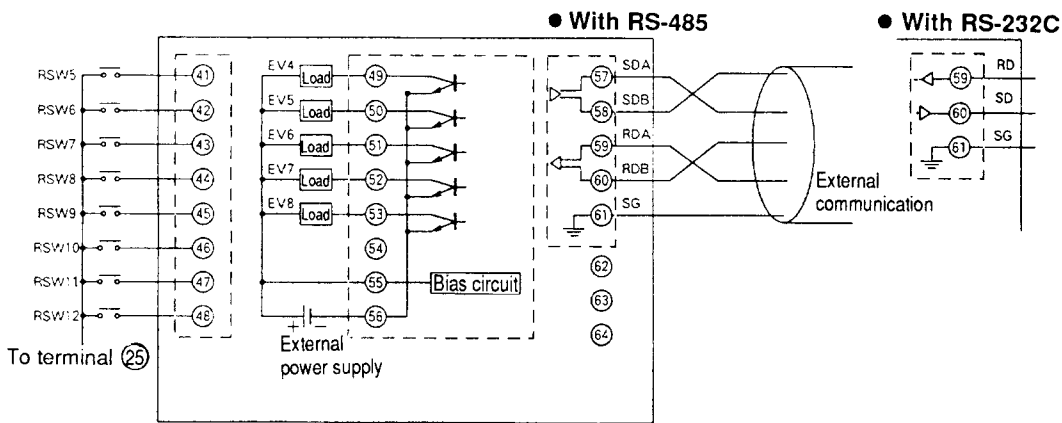 ● With RS-485
● With RS-232C
RSW5
RSW6
RSW7
RSW8
RSW9
RSW10
RSW11
RSW12
To terminal 25
41
42
43
44
45
46
47
48
EV4 Load
EV5 Load
EV6 Load
EV7 Load
EV8 Load
49
50
51
52
53
54
55
56
Bias circuit
+ −
External
power supply
57 SDA
58 SDB
59 RDA
60 RDB
61 SG
62
63
64
External
communication
59 RD
60 SD
61 SG